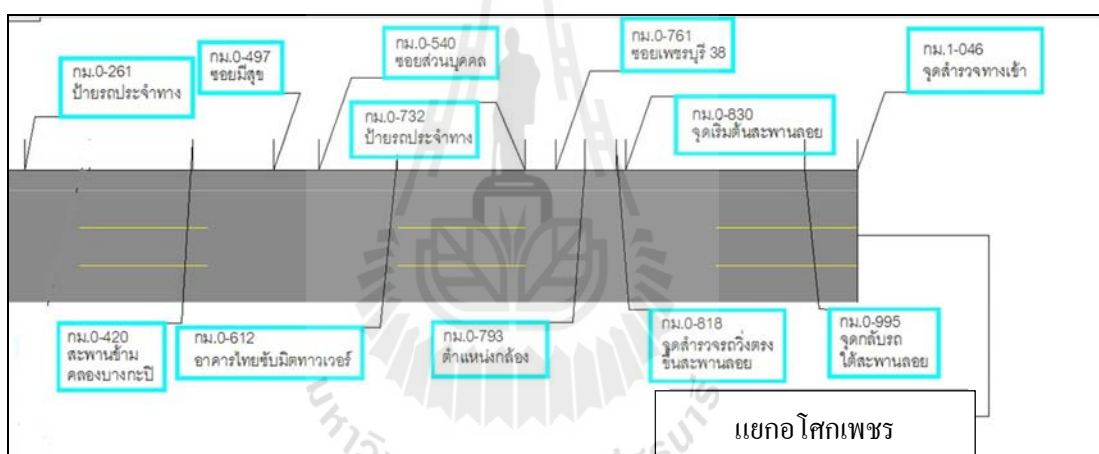 กม.0-261
ป้ายรถประจำทาง
กม.0-497
ซอยมีสุข
กม.0-540
ซอยส่วนบุคคล
กม.0-732
ป้ายรถประจำทาง
กม.0-761
ซอยเพชรบุรี 38
กม.0-830
จุดเริ่มต้นสะพานลอย
กม.1-046
จุดสำรวจทางเข้า
กม.0-420
สะพานข้าม
คลองบางกะปิ
กม.0-612
อาคารไทยซัมมิตทาวเวอร์
กม.0-793
ตำแหน่งกล้อง
กม.0-818
จุดสำรวจรถวิ่งตรง
ขึ้นสะพานลอย
กม.0-995
จุดกลับรถ
ใต้สะพานลอย
แยกอโศกเพชร